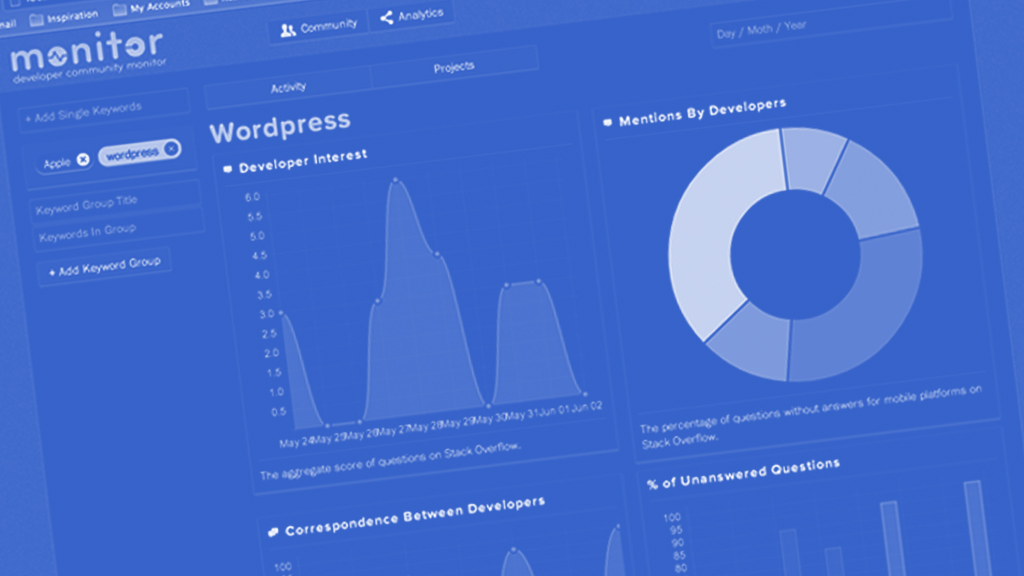 Inspiration
My Accounts
monitor
developer community monitor
Community
Analytics
Day / Moth / Year
Activity
Projects
+ Add Single Keywords
Apple
wordpress
Keyword Group Title
Keywords In Group
+ Add Keyword Group
Wordpress
Developer Interest
6.0
5.5
5.0
4.5
4.0
3.5
3.0
2.5
2.0
1.5
1.0
0.5
May 24 May 25 May 26 May 27 May 28 May 29 May 30 May 31 Jun 01 Jun 02
The aggregate score of questions on Stack Overflow.
Mentions By Developers
The percentage of questions without answers for mobile platforms on
Stack Overflow.
Correspondence Between Developers
100
% of Unanswered Questions
100
95
90
85
80